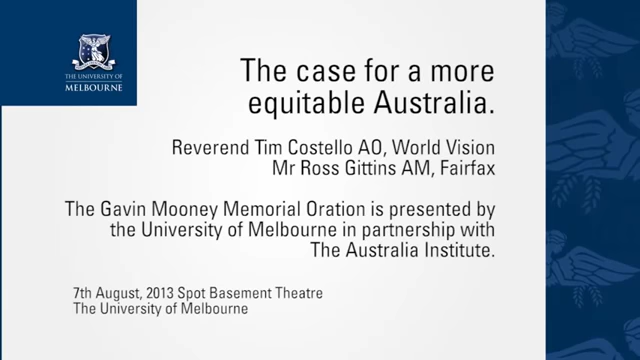 THE UNIVERSITY OF
MELBOURNE
The case for a more
equitable Australia.
Reverend Tim Costello AO, World Vision
Mr Ross Gittins AM, Fairfax
The Gavin Mooney Memorial Oration is presented by
the University of Melbourne in partnership with
The Australia Institute.
7th August, 2013 Spot Basement Theatre
The University of Melbourne